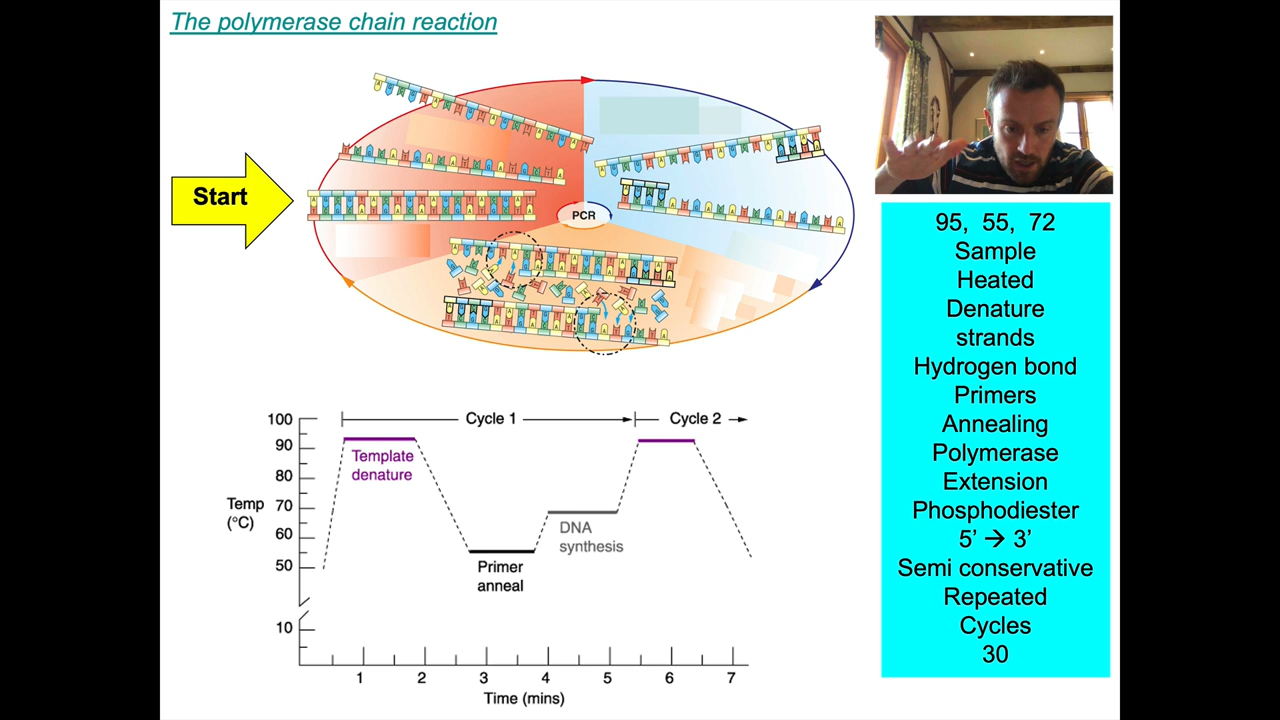 The polymerase chain reaction
Start
PCR
95, 55, 72
Sample
Heated
Denature
strands
Hydrogen bond
Primers
Annealing
Polymerase
Extension
Phosphodiester
5’ → 3’
Semi conservative
Repeated
Cycles
30
Cycle 1
Cycle 2
100
90
80
70
60
50
10
Temp
(°C)
Template
denature
Primer
anneal
DNA
synthesis
1 2 3 4 5 6 7
Time (mins)